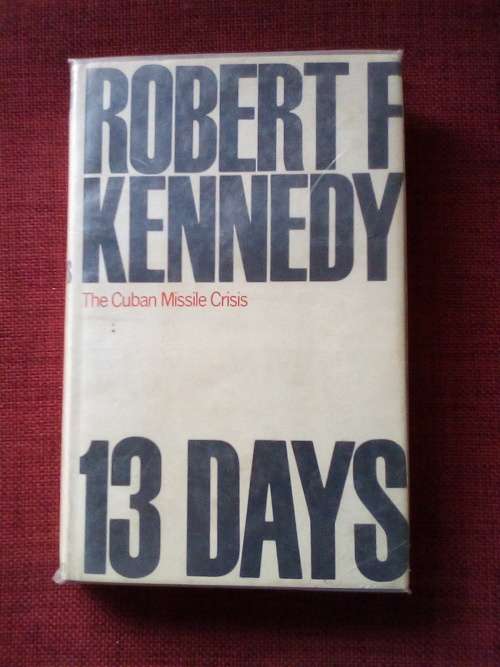 ROBERT F
KENNEDY
The Cuban Missile Crisis
13 DAYS